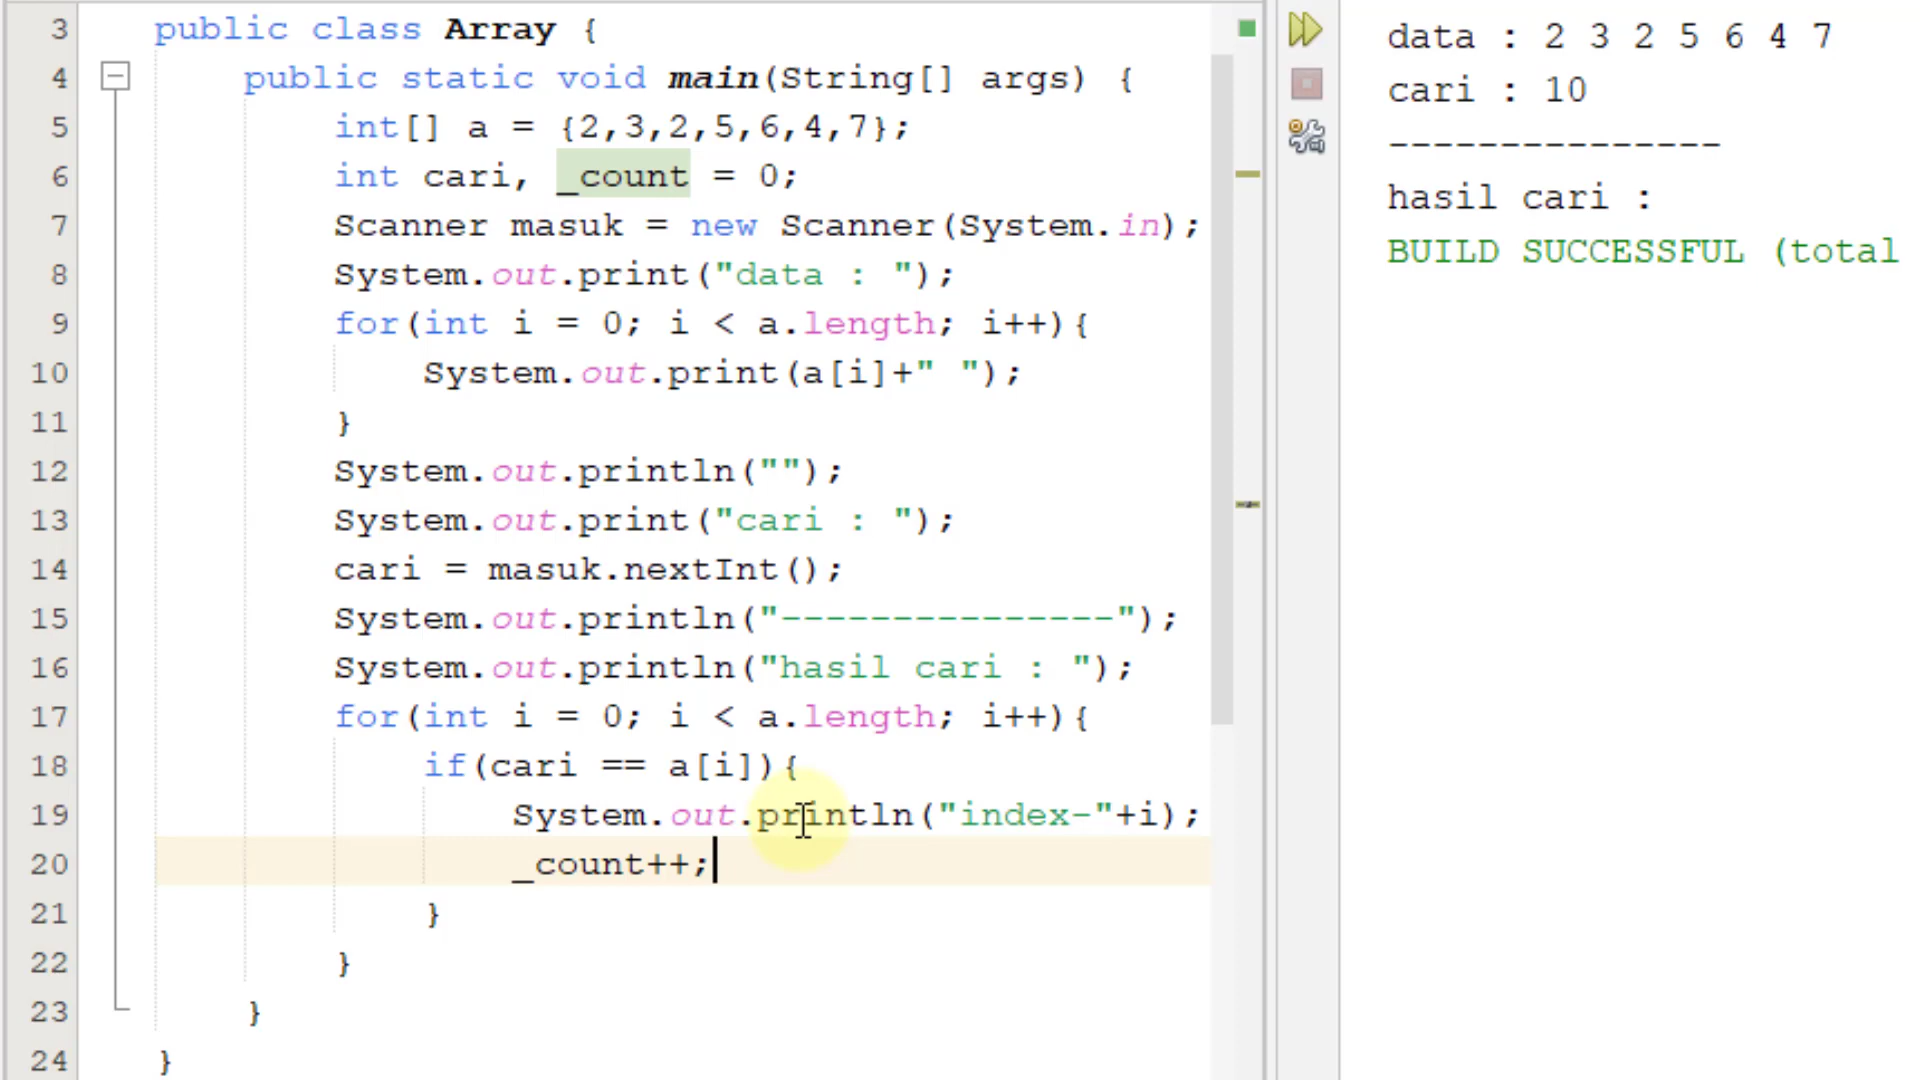 3 public class Array {
4 public static void main(String[] args) {
5 int[] a = {2,3,2,5,6,4,7};
6 int cari, _count = 0;
7 Scanner masuk = new Scanner(System.in);
8 System.out.print("data : ");
9 for(int i = 0; i < a.length; i++){
10 System.out.print(a[i]+" ");
11 }
12 System.out.println("");
13 System.out.print("cari : ");
14 cari = masuk.nextInt();
15 System.out.println("---------------");
16 System.out.println("hasil cari : ");
17 for(int i = 0; i < a.length; i++){
18 if(cari == a[i]){
19 System.out.println("index-"+i);
20 _count++;
21 }
22 }
23 }
24 }
data : 2 3 2 5 6 4 7
cari : 10
---------------
hasil cari :
BUILD SUCCESSFUL (total